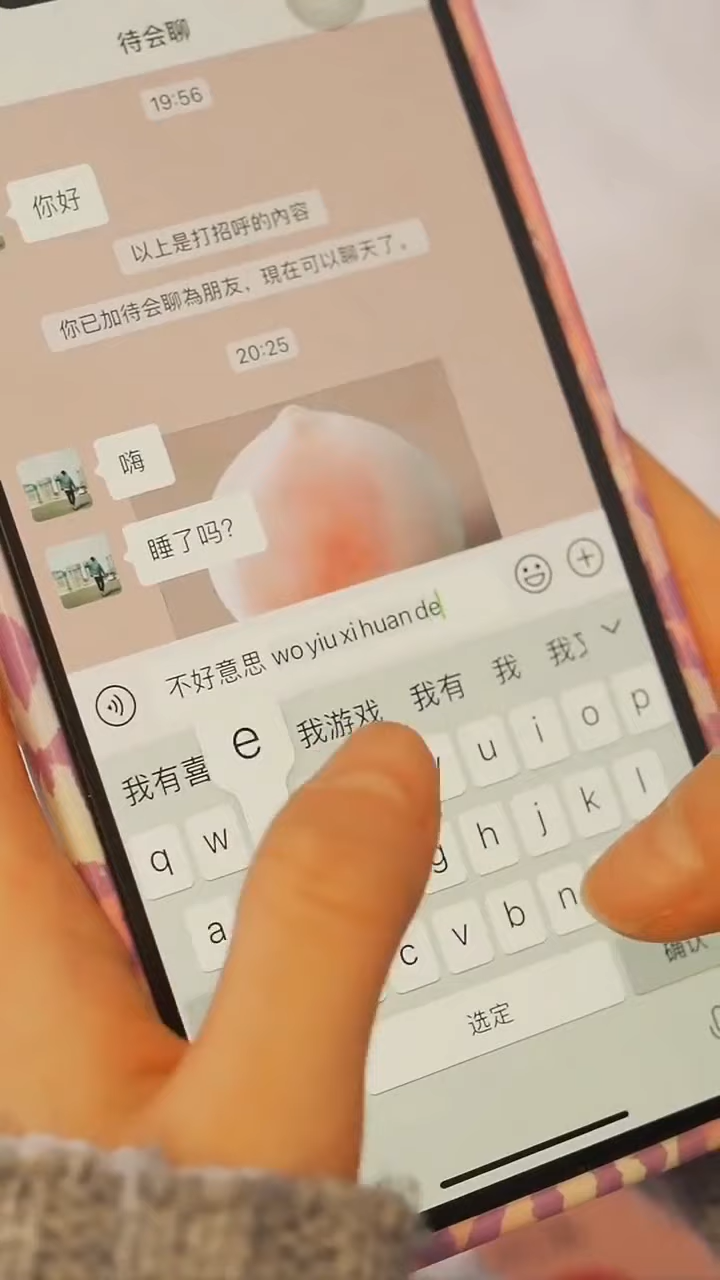 待会聊
19:56
你好
以上是打招呼的內容
你已加待会聊為朋友，現在可以聊天了。
20:25
嗨
睡了吗？
不好意思 wo yiu xi huan de
我有喜
我游戏
我有
我
e
q w u i o p
a g h j k l
c v b n
选定
确认